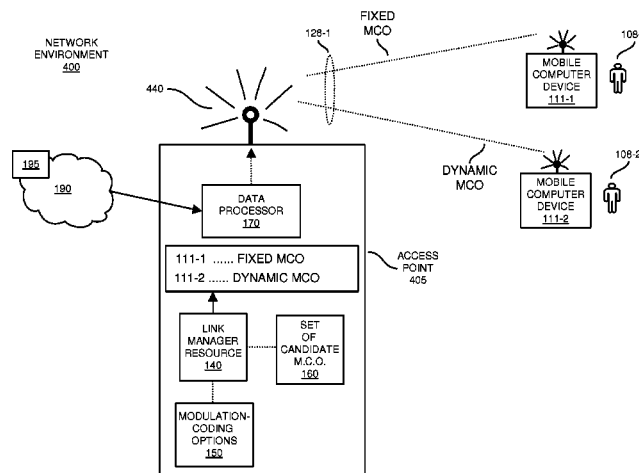 NETWORK
ENVIRONMENT
400
440
128-1
FIXED
MCO
108-
MOBILE
COMPUTER
DEVICE
111-1
108-2
MOBILE
COMPUTER
DEVICE
111-2
DYNAMIC
MCO
195
190
DATA
PROCESSOR
170
111-1 ...... FIXED MCO
111-2 ...... DYNAMIC MCO
ACCESS
POINT
405
LINK
MANAGER
RESOURCE
140
SET
OF
CANDIDATE
M.C.O.
160
MODULATION-
CODING
OPTIONS
150